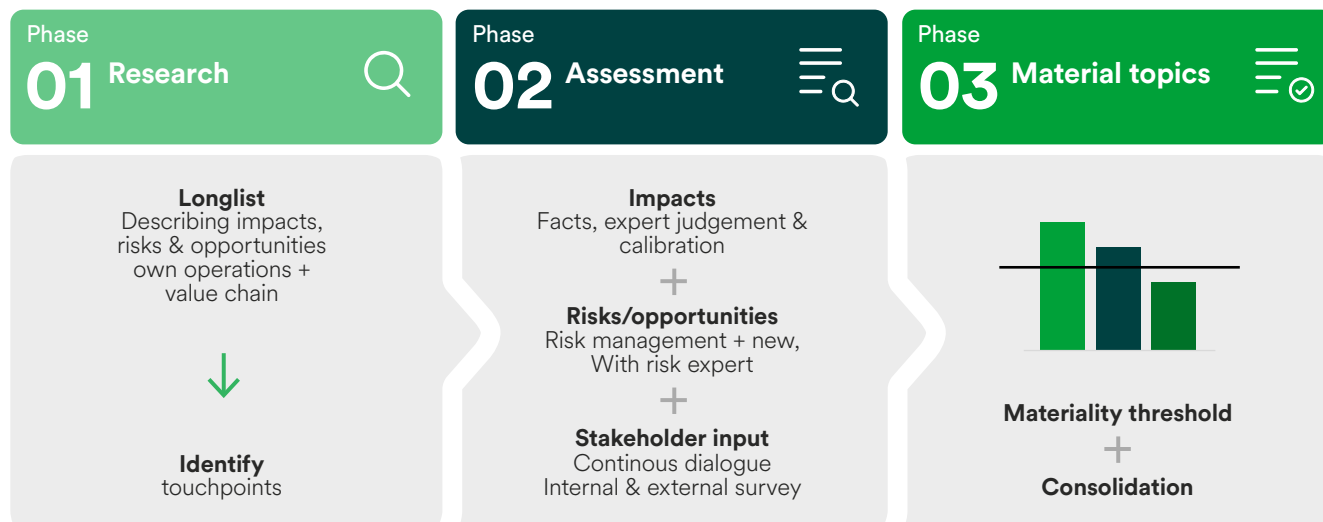 Phase
01 Research
Longlist
Describing impacts,
risks & opportunities
own operations +
value chain
Identify
touchpoints
Phase
02 Assessment
Impacts
Facts, expert judgement &
calibration
+
Risks/opportunities
Risk management + new,
With risk expert
+
Stakeholder input
Continous dialogue
Internal & external survey
Phase
03 Material topics
Materiality threshold
+
Consolidation